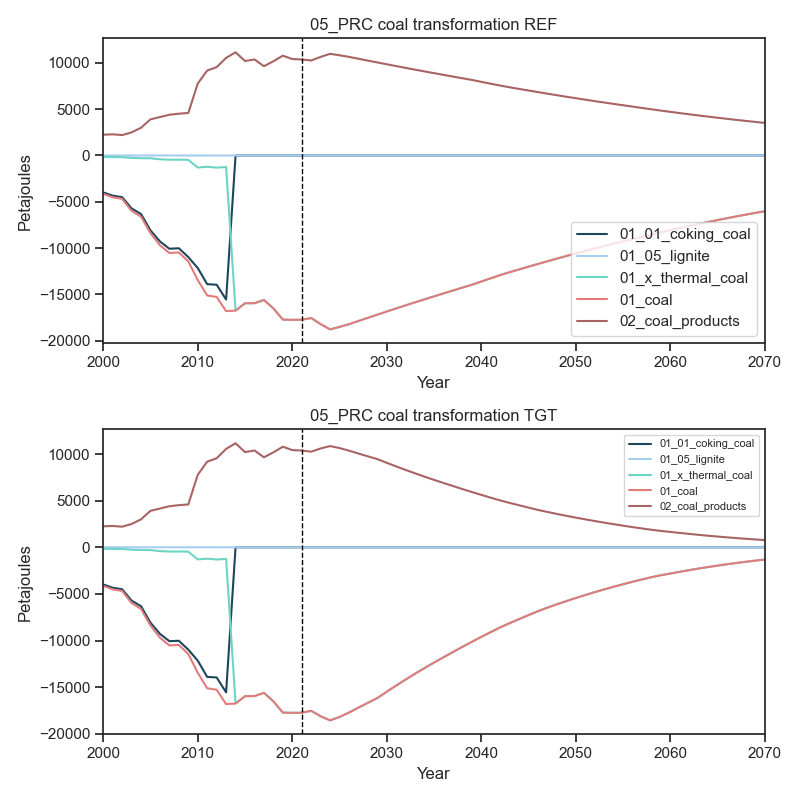 05_PRC coal transformation REF
10000
5000
0
−5000
−10000
−15000
−20000
Petajoules
01_01_coking_coal
01_05_lignite
01_x_thermal_coal
01_coal
02_coal_products
2000 2010 2020 2030 2040 2050 2060 2070
Year
05_PRC coal transformation TGT
10000
5000
0
−5000
−10000
−15000
−20000
Petajoules
01_01_coking_coal
01_05_lignite
01_x_thermal_coal
01_coal
02_coal_products
2000 2010 2020 2030 2040 2050 2060 2070
Year